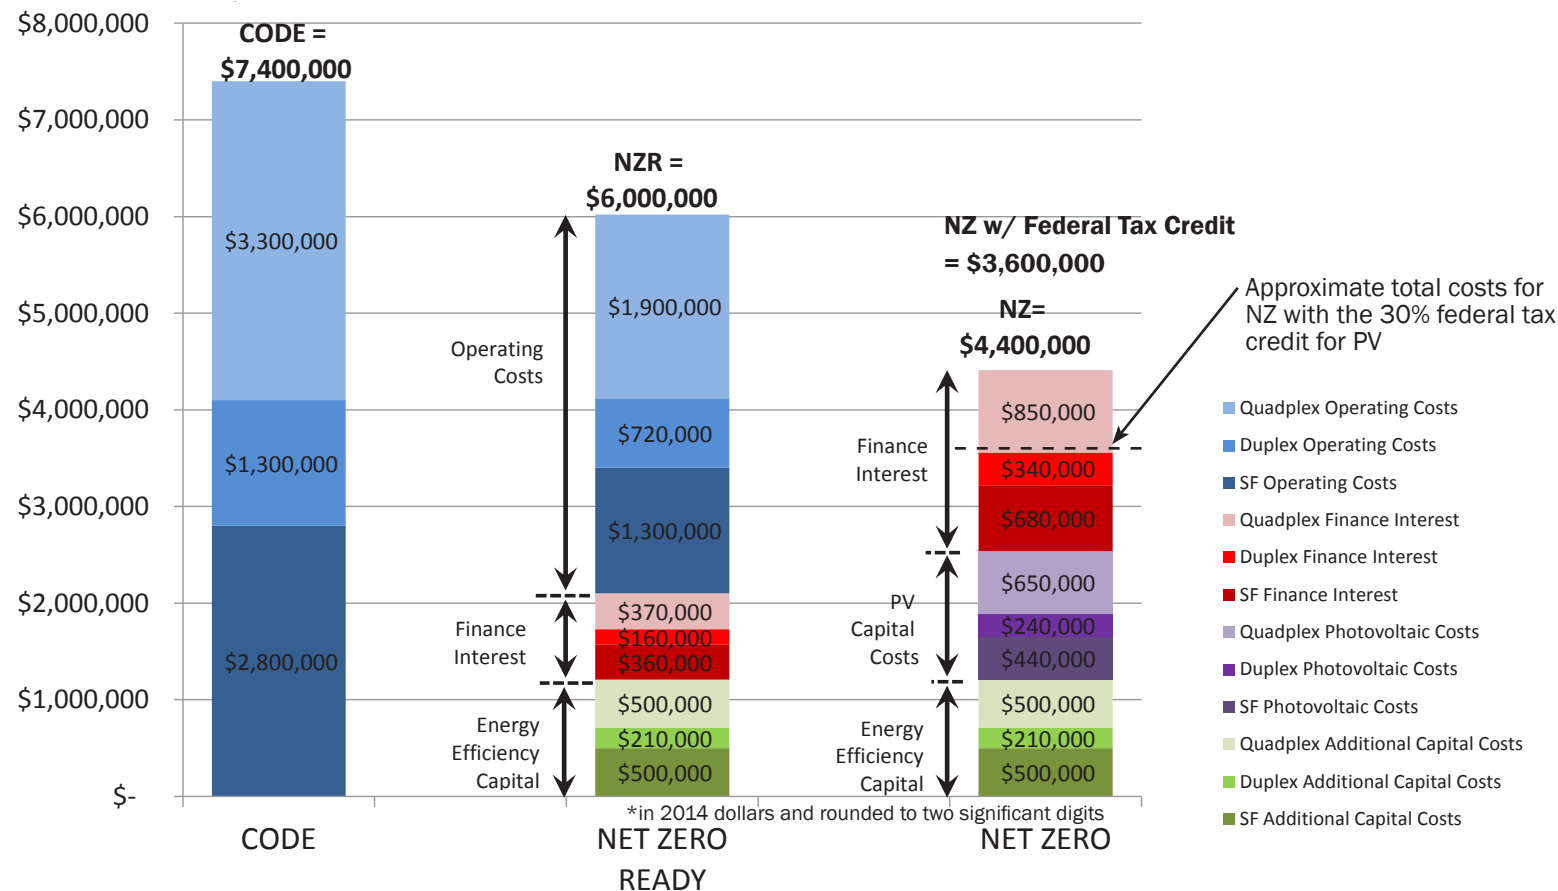 $8,000,000
$7,000,000
$6,000,000
$5,000,000
$4,000,000
$3,000,000
$2,000,000
$1,000,000
$-
CODE =
$7,400,000
$3,300,000
$1,300,000
$2,800,000
CODE
NZR =
$6,000,000
Operating
Costs
Finance
Interest
Energy
Efficiency
Capital
$1,900,000
$720,000
$1,300,000
$370,000
$160,000
$360,000
$500,000
$210,000
$500,000
NET ZERO
READY
NZ w/ Federal Tax Credit
= $3,600,000
NZ=
$4,400,000
Finance
Interest
PV
Capital
Costs
Energy
Efficiency
Capital
$850,000
$340,000
$680,000
$650,000
$240,000
$440,000
$500,000
$210,000
$500,000
NET ZERO
*in 2014 dollars and rounded to two significant digits
Approximate total costs for
NZ with the 30% federal tax
credit for PV
Quadplex Operating Costs
Duplex Operating Costs
SF Operating Costs
Quadplex Finance Interest
Duplex Finance Interest
SF Finance Interest
Quadplex Photovoltaic Costs
Duplex Photovoltaic Costs
SF Photovoltaic Costs
Quadplex Additional Capital Costs
Duplex Additional Capital Costs
SF Additional Capital Costs